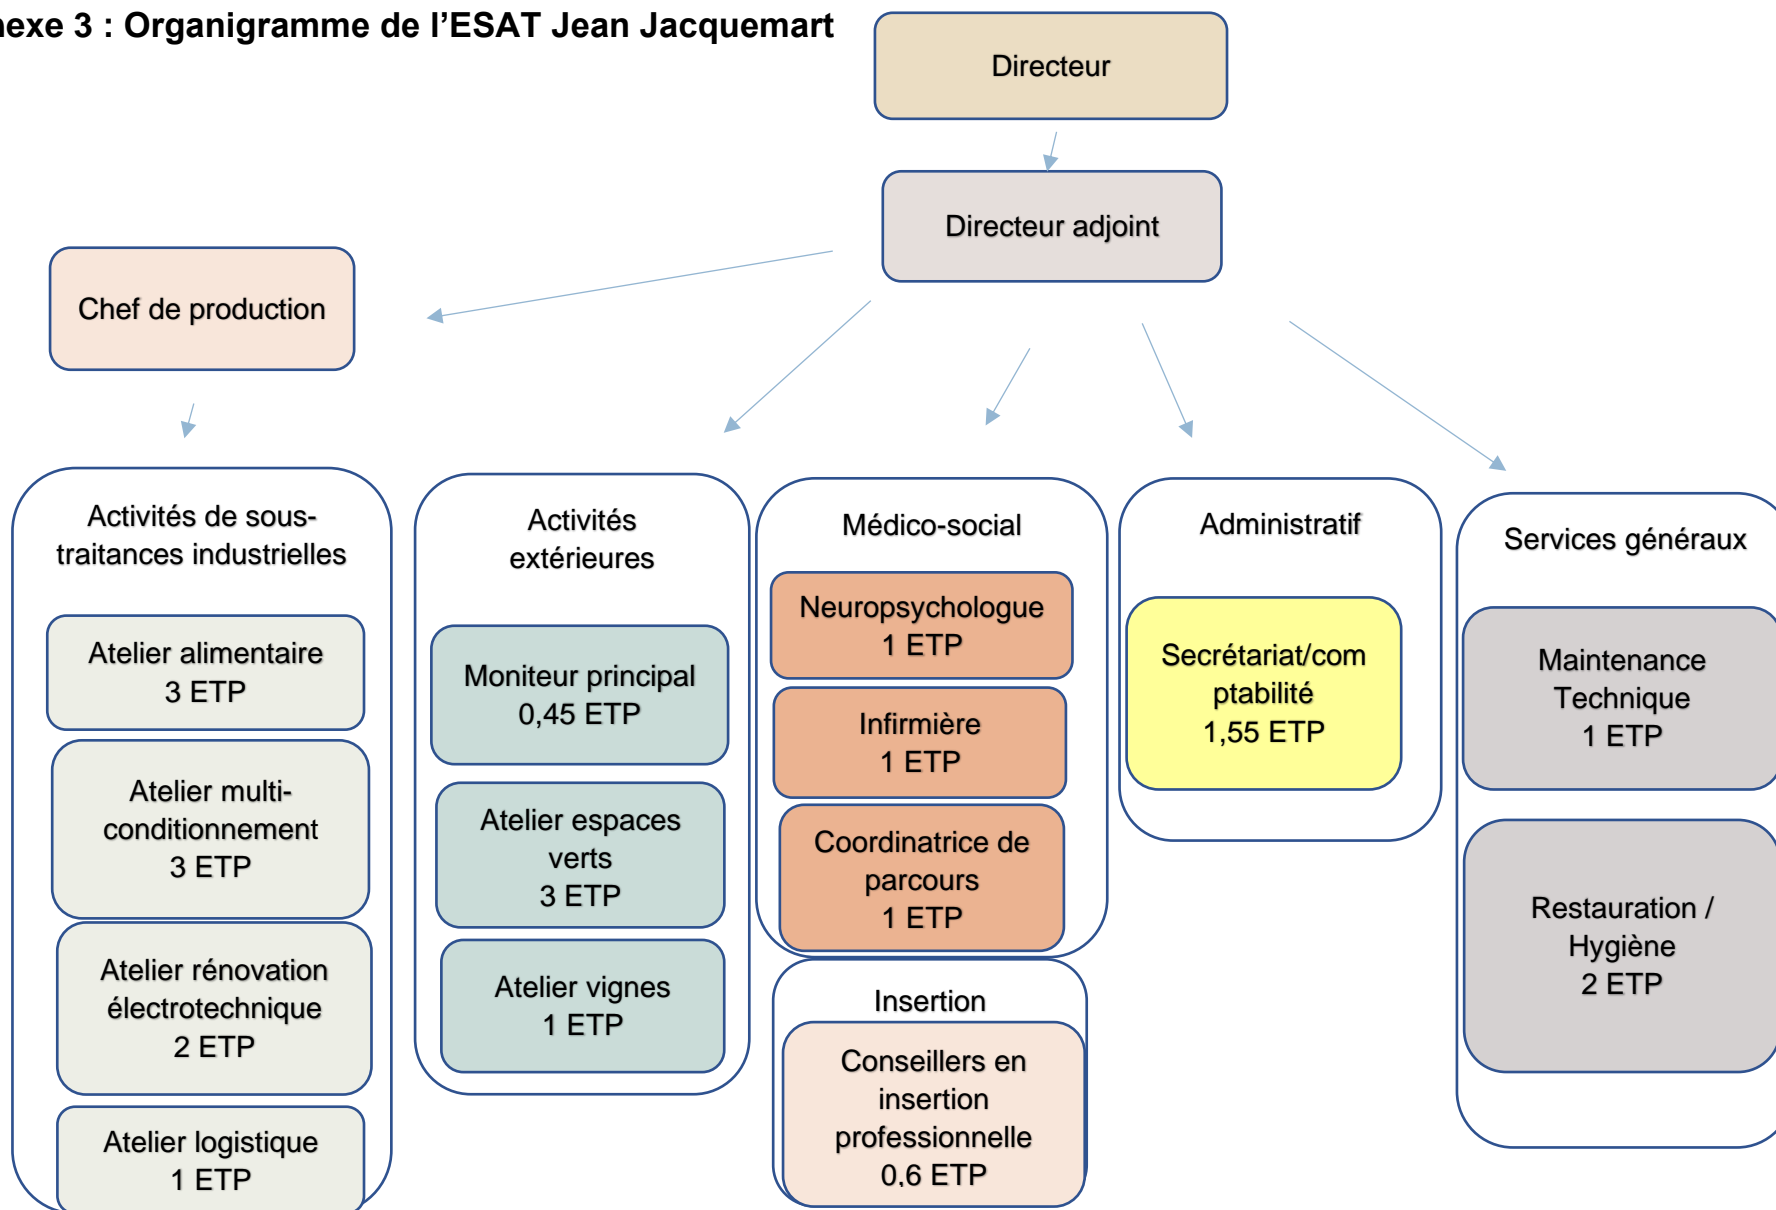 nexe 3 : Organigramme de l'ESAT Jean Jacquemart
Directeur
Directeur adjoint
Chef de production
Activités de sous-
traitances industrielles
Atelier alimentaire
3 ETP
Atelier multi-
conditionnement
3 ETP
Atelier rénovation
électrotechnique
2 ETP
Atelier logistique
1 ETP
Activités
extérieures
Moniteur principal
0,45 ETP
Atelier espaces
verts
3 ETP
Atelier vignes
1 ETP
Médico-social
Neuropsychologue
1 ETP
Infirmière
1 ETP
Coordinatrice de
parcours
1 ETP
Insertion
Conseillers en
insertion
professionnelle
0,6 ETP
Administratif
Secrétariat/com
ptabilité
1,55 ETP
Services généraux
Maintenance
Technique
1 ETP
Restauration /
Hygiène
2 ETP